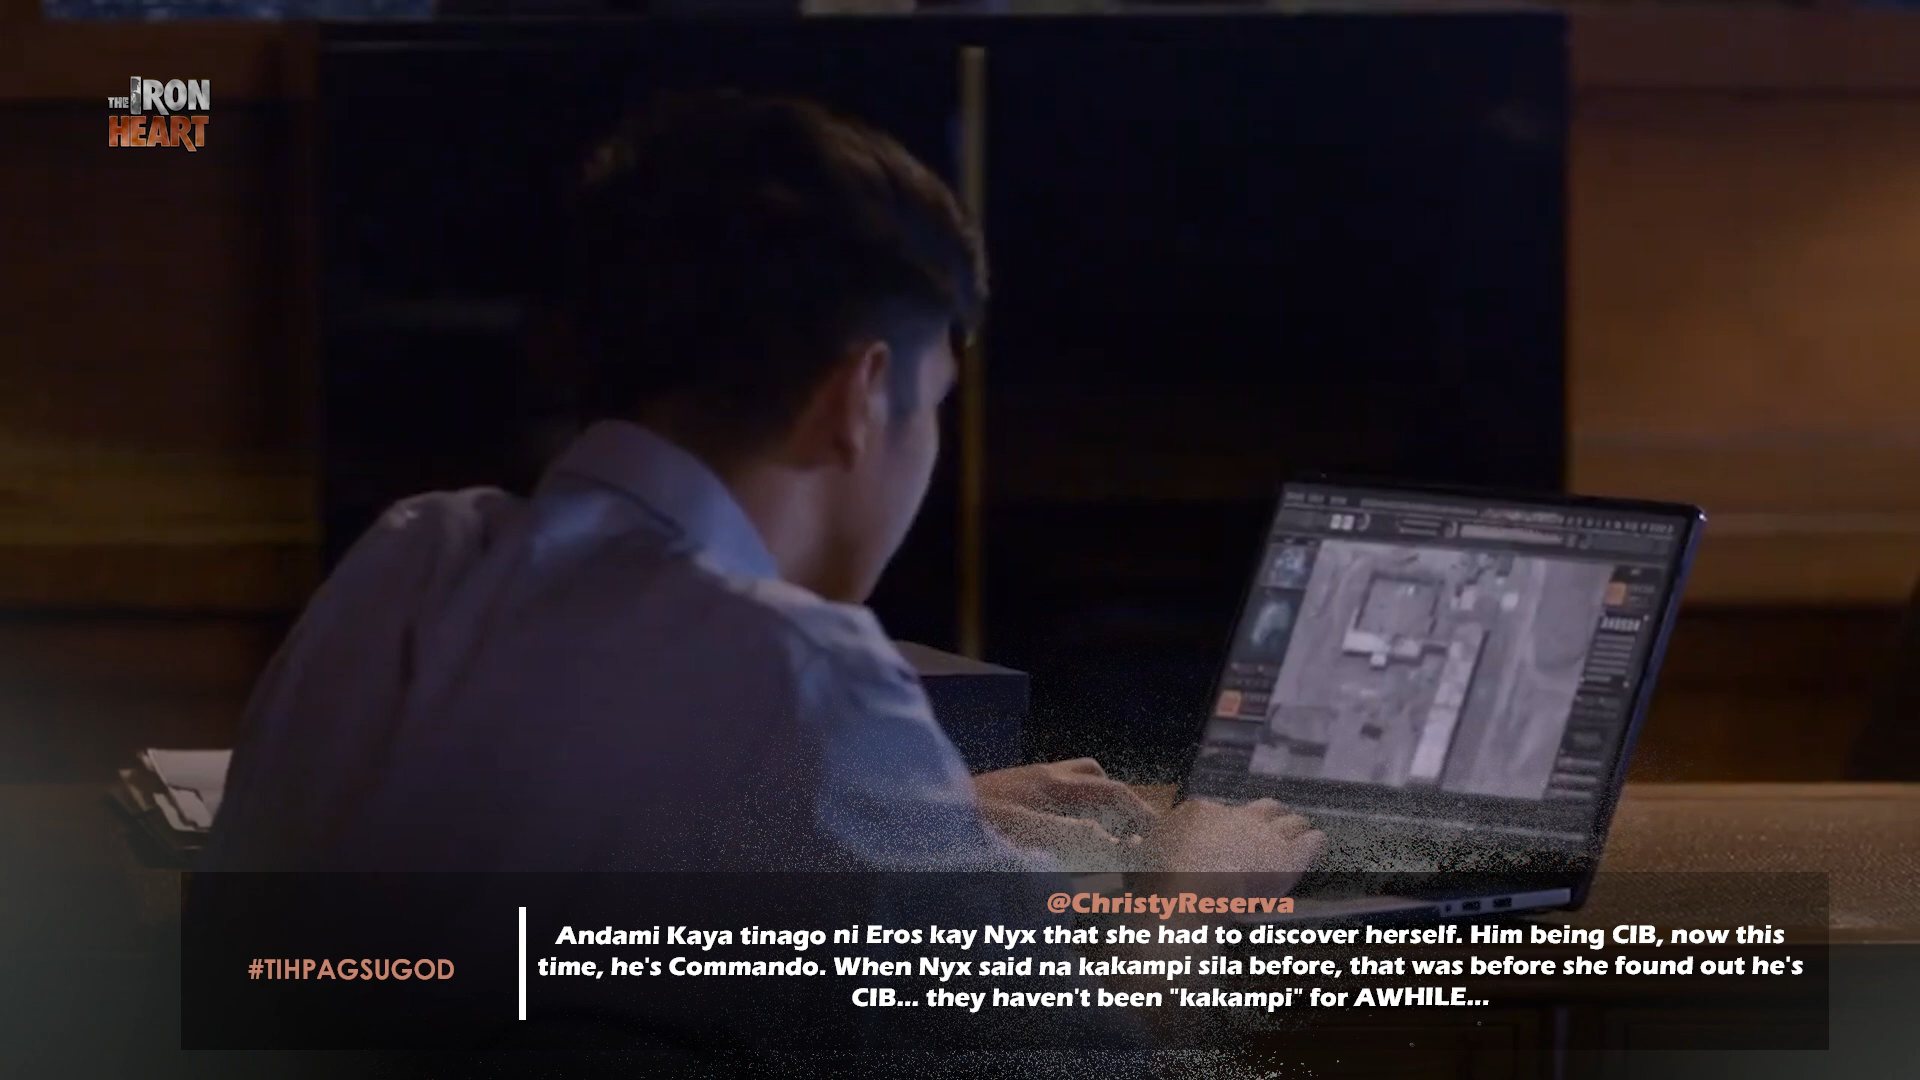 THE IRON
HEART
@ChristyReserva
Andami Kaya tinago ni Eros kay Nyx that she had to discover herself. Him being CIB, now this
time, he's Commando. When Nyx said na kakampi sila before, that was before she found out he's
CIB... they haven't been "kakampi" for AWHILE...
#TIHPAGSUGOD